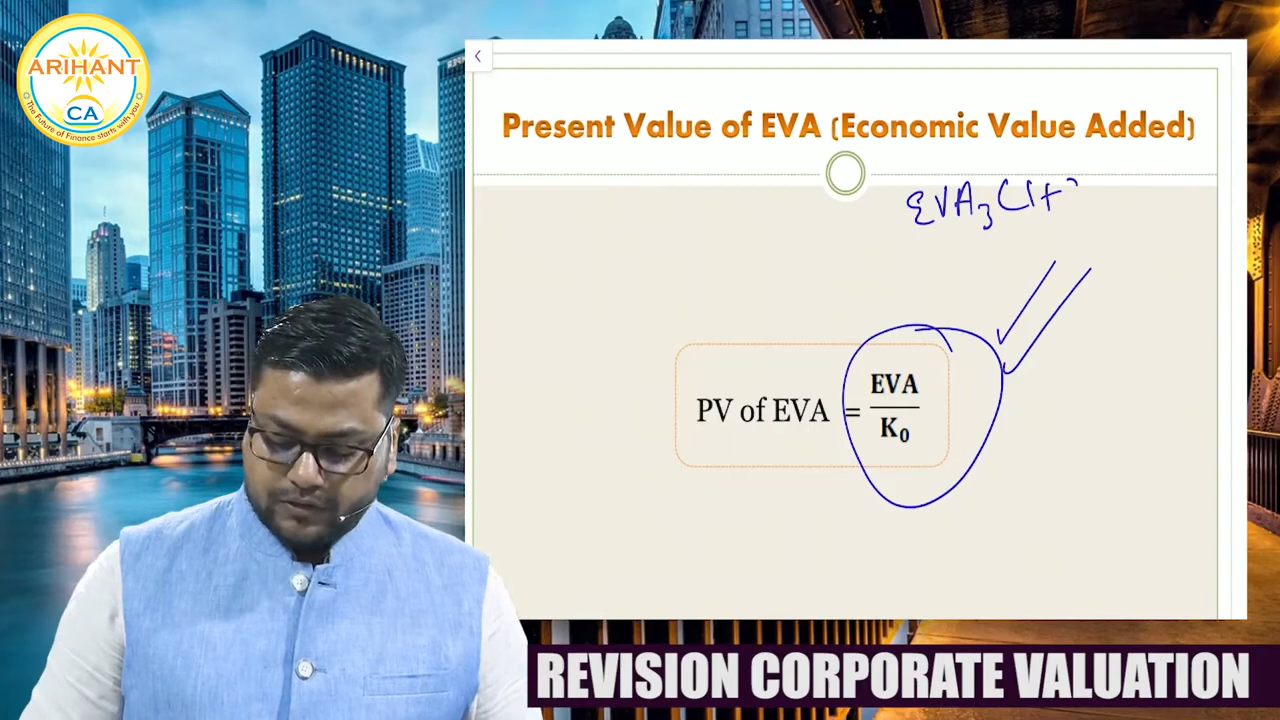 ARIHANT
CA
The Future of Finance starts with you
Present Value of EVA (Economic Value Added)
EVA₃(1+
PV of EVA = EVA / K₀
REVISION CORPORATE VALUATION